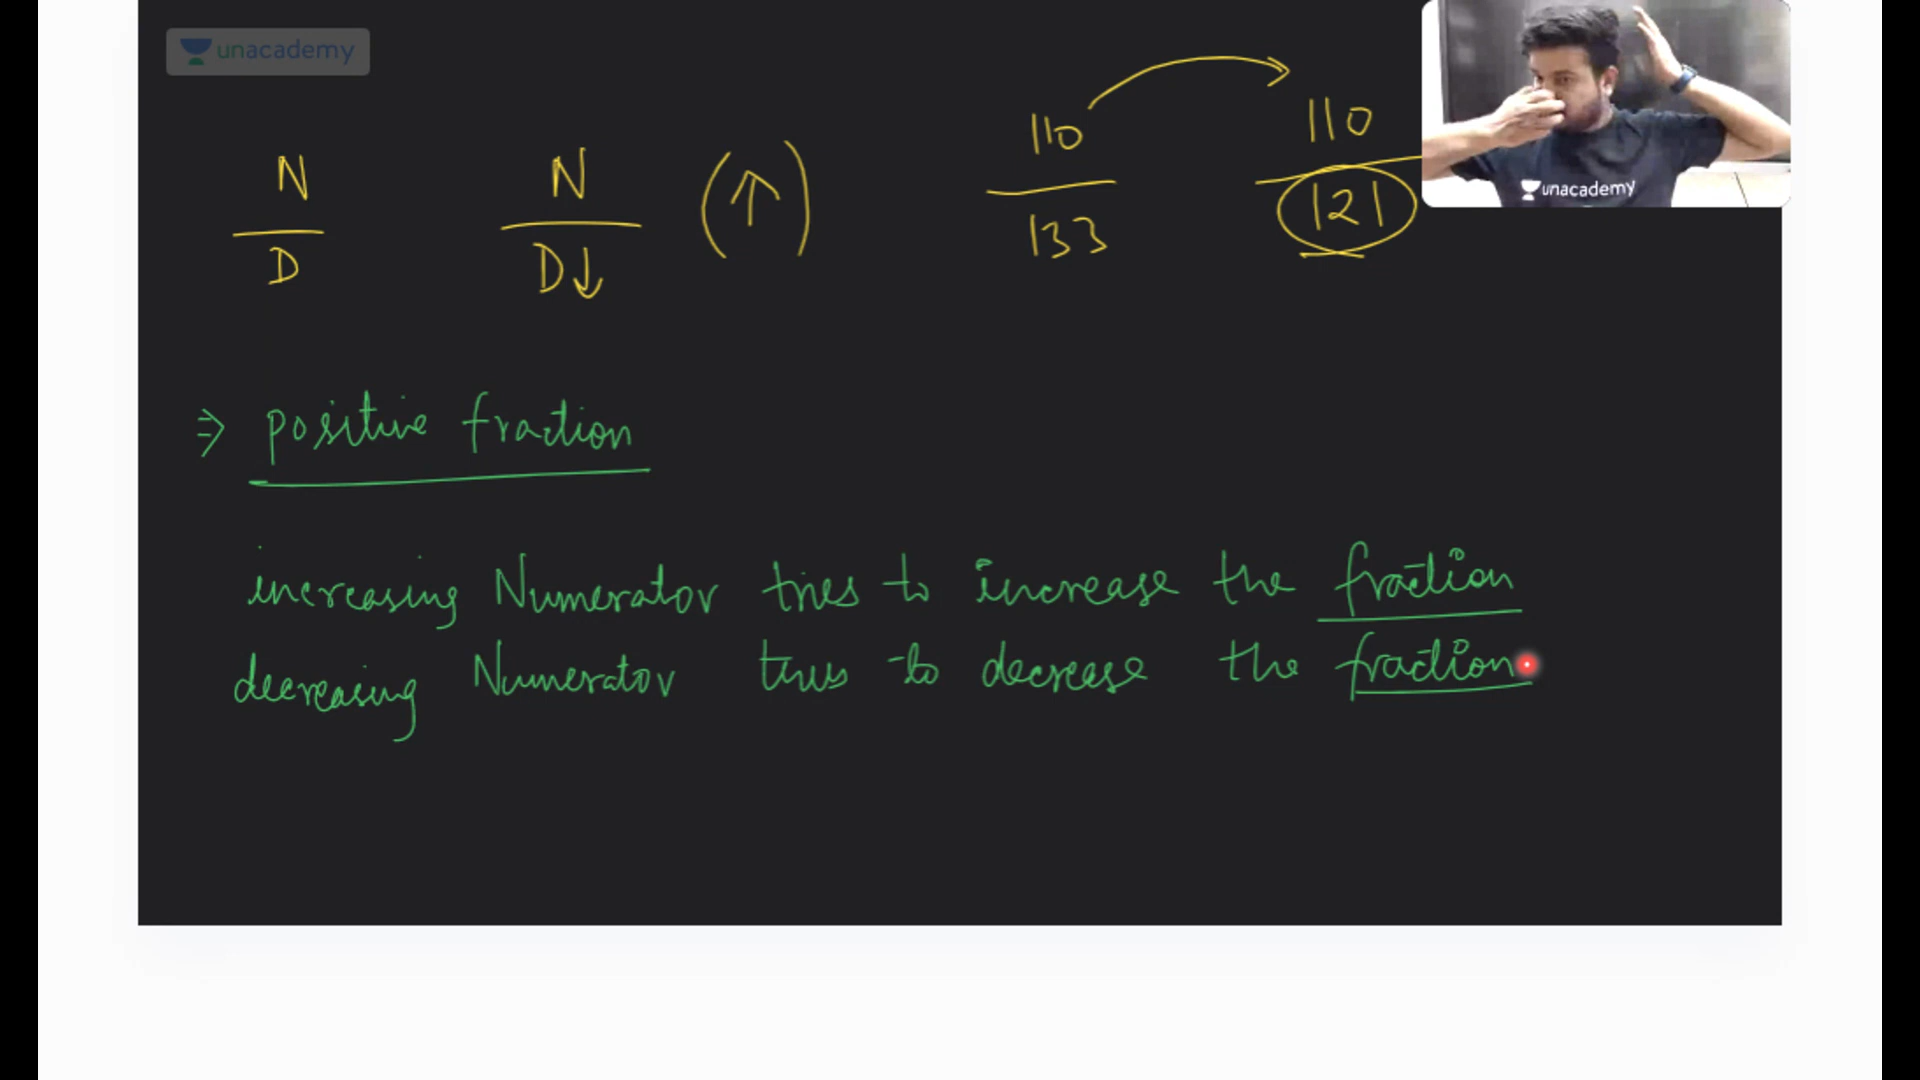 unacademy
N N (↑) 110 110
D D↓ 133 121
unacademy
⇒ positive fraction
increasing Numerator tries to increase the fraction
decreasing Numerator tries to decrease the fraction